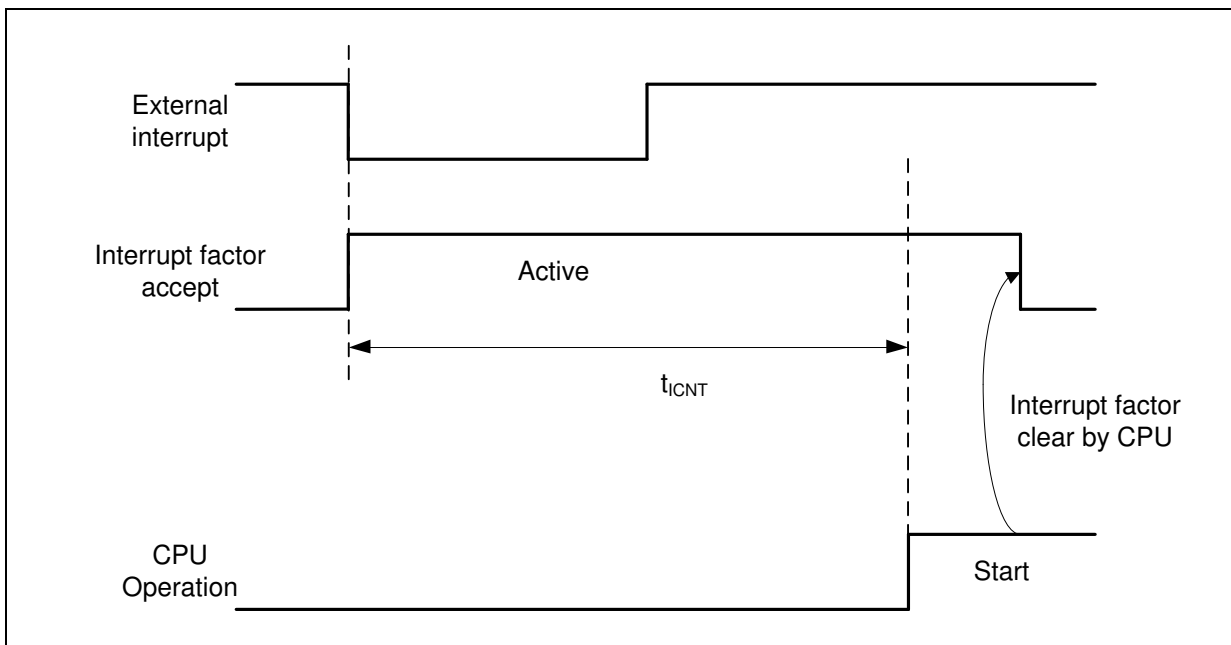 External
interrupt
Interrupt factor
accept
Active
tICNT
Interrupt factor
clear by CPU
CPU
Operation
Start